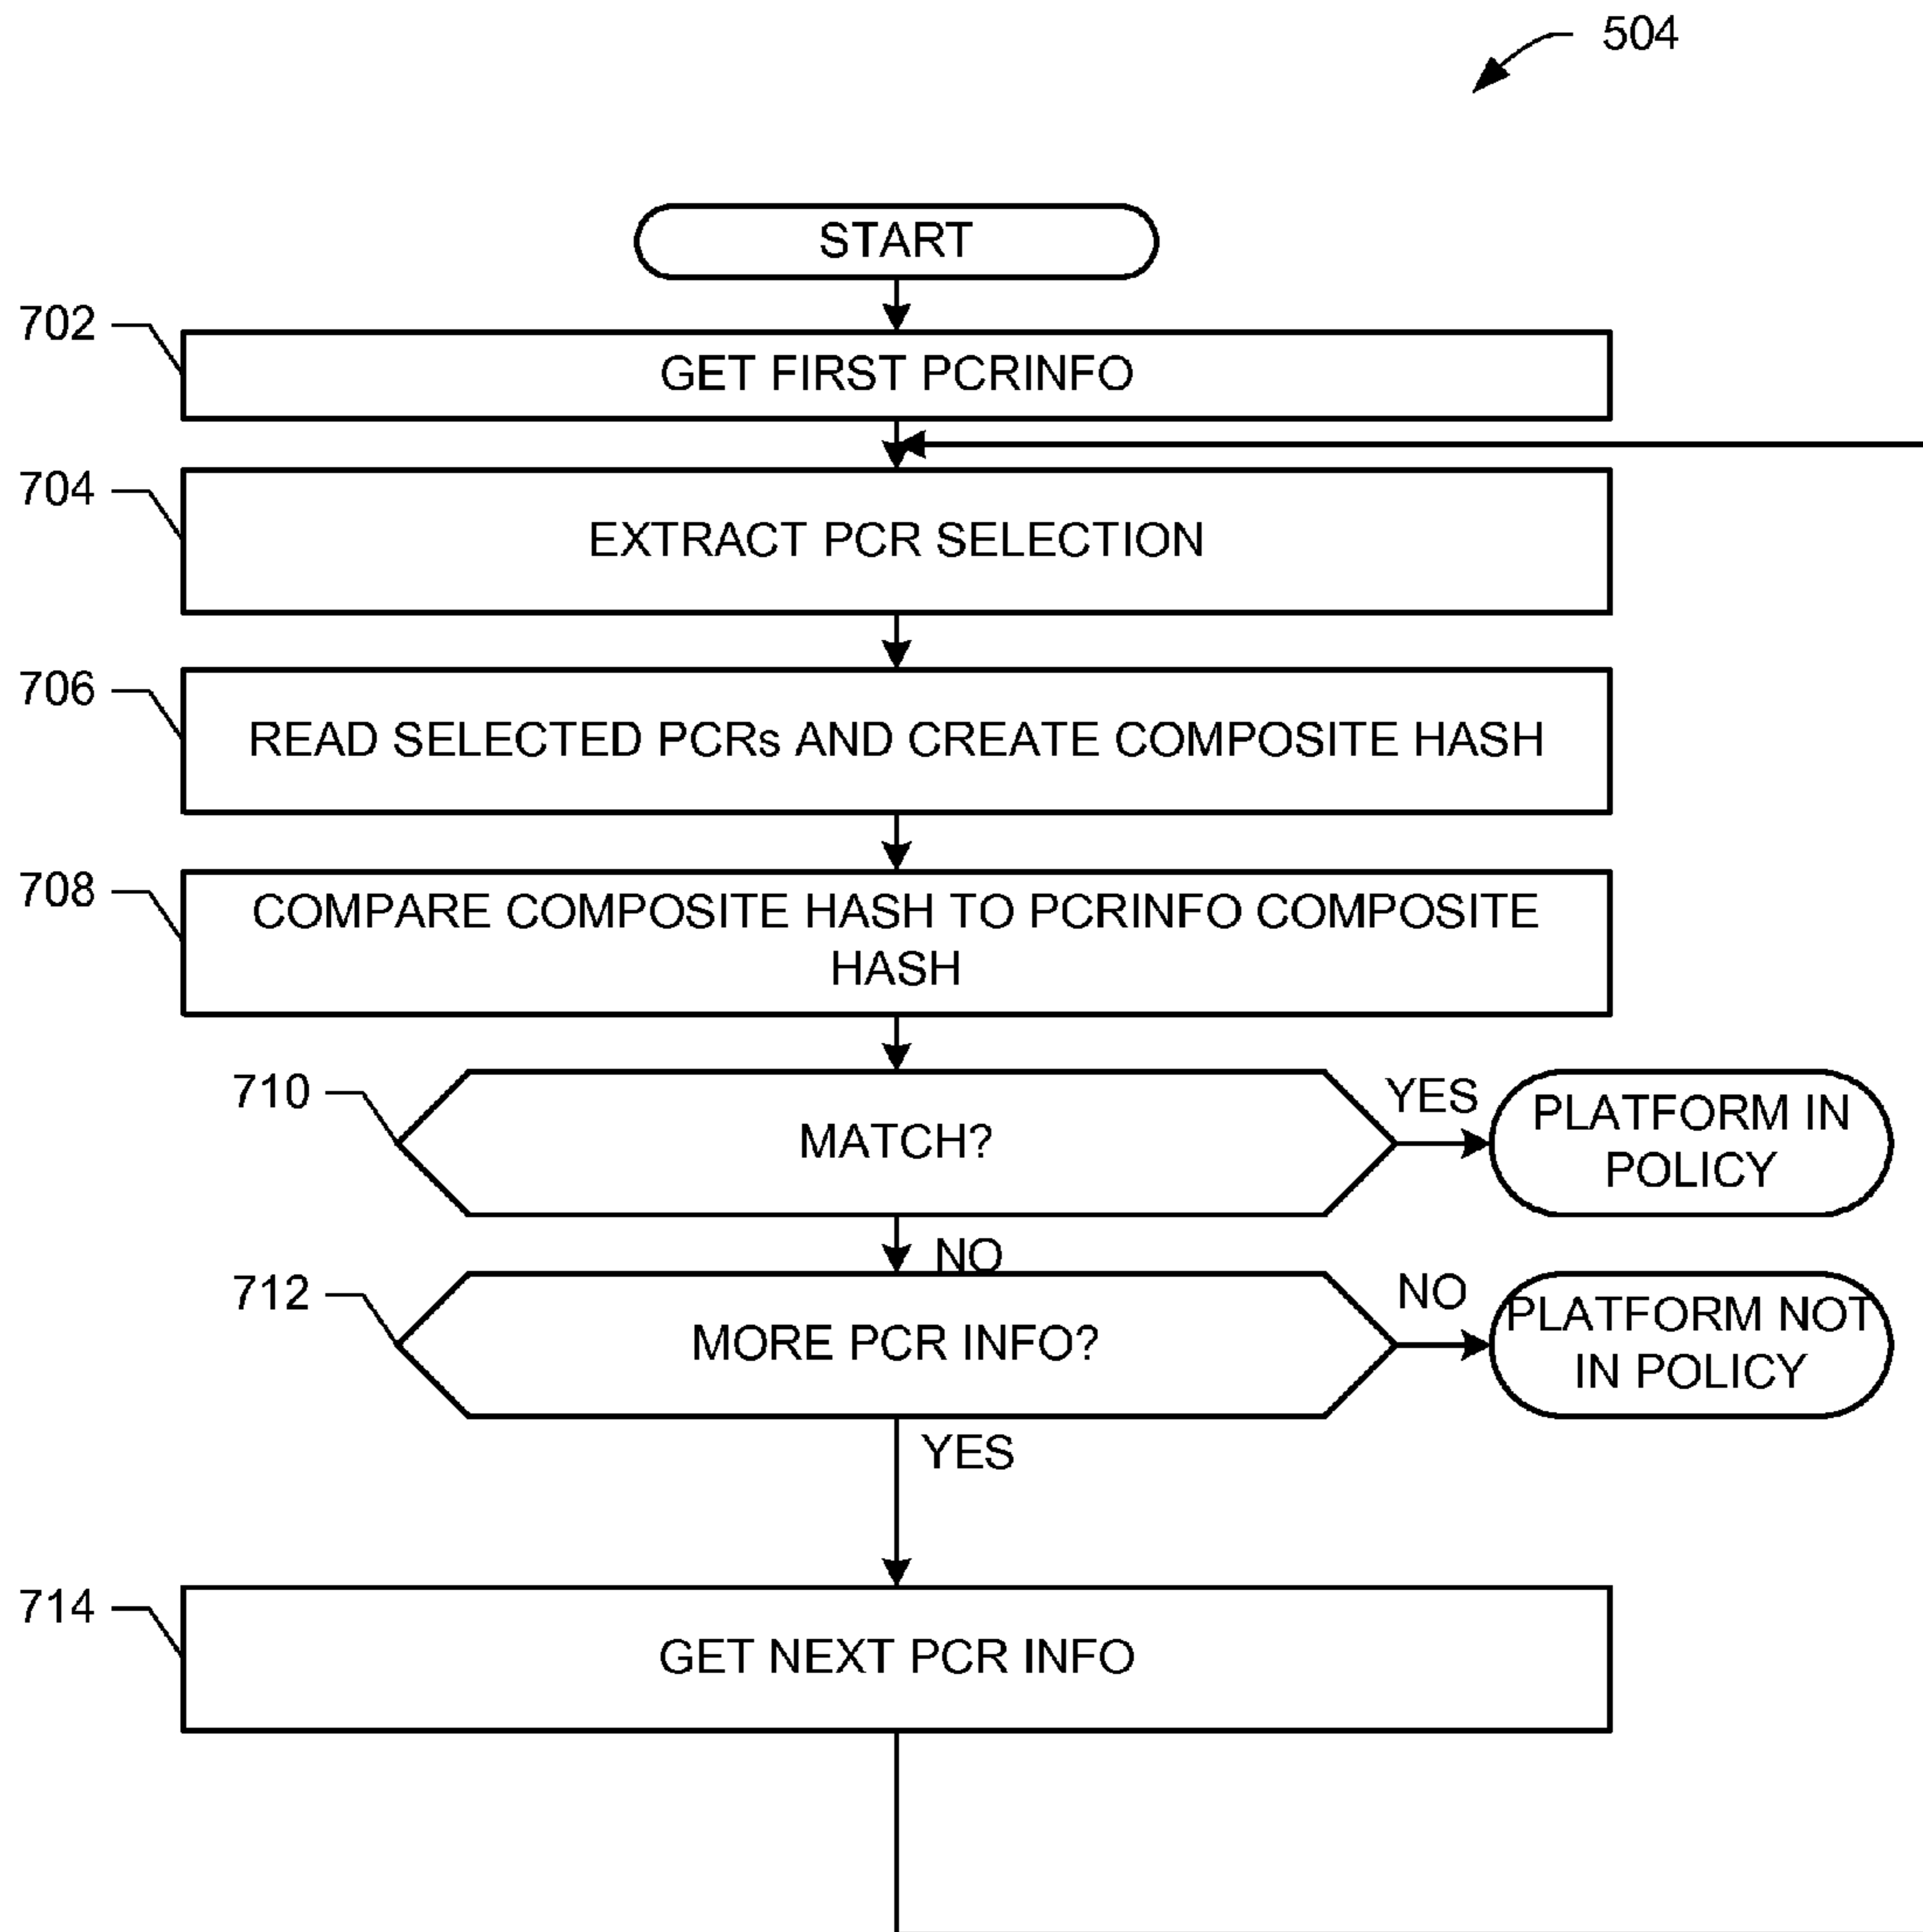 504
START
702
GET FIRST PCRINFO
704
EXTRACT PCR SELECTION
706
READ SELECTED PCRs AND CREATE COMPOSITE HASH
708
COMPARE COMPOSITE HASH TO PCRINFO COMPOSITE
HASH
710
MATCH?
YES
PLATFORM IN
POLICY
NO
712
MORE PCR INFO?
NO
PLATFORM NOT
IN POLICY
YES
714
GET NEXT PCR INFO